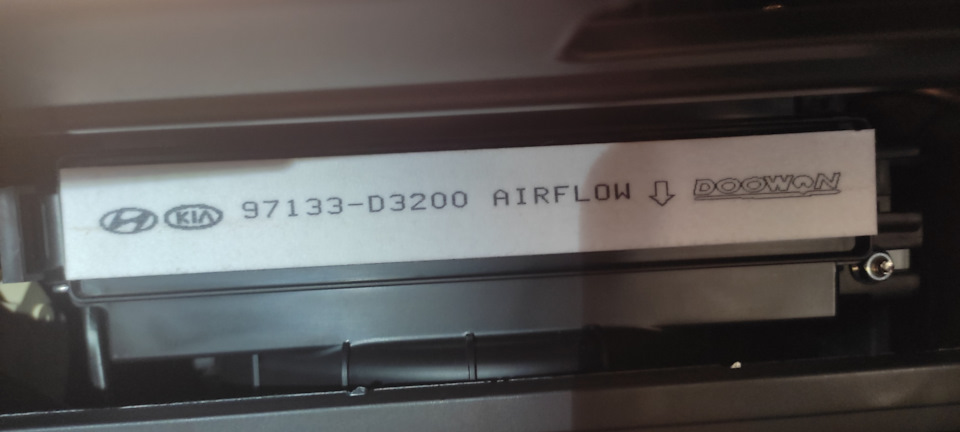 KIA 97133-D3200 AIRFLOW ⇩ DOOWON